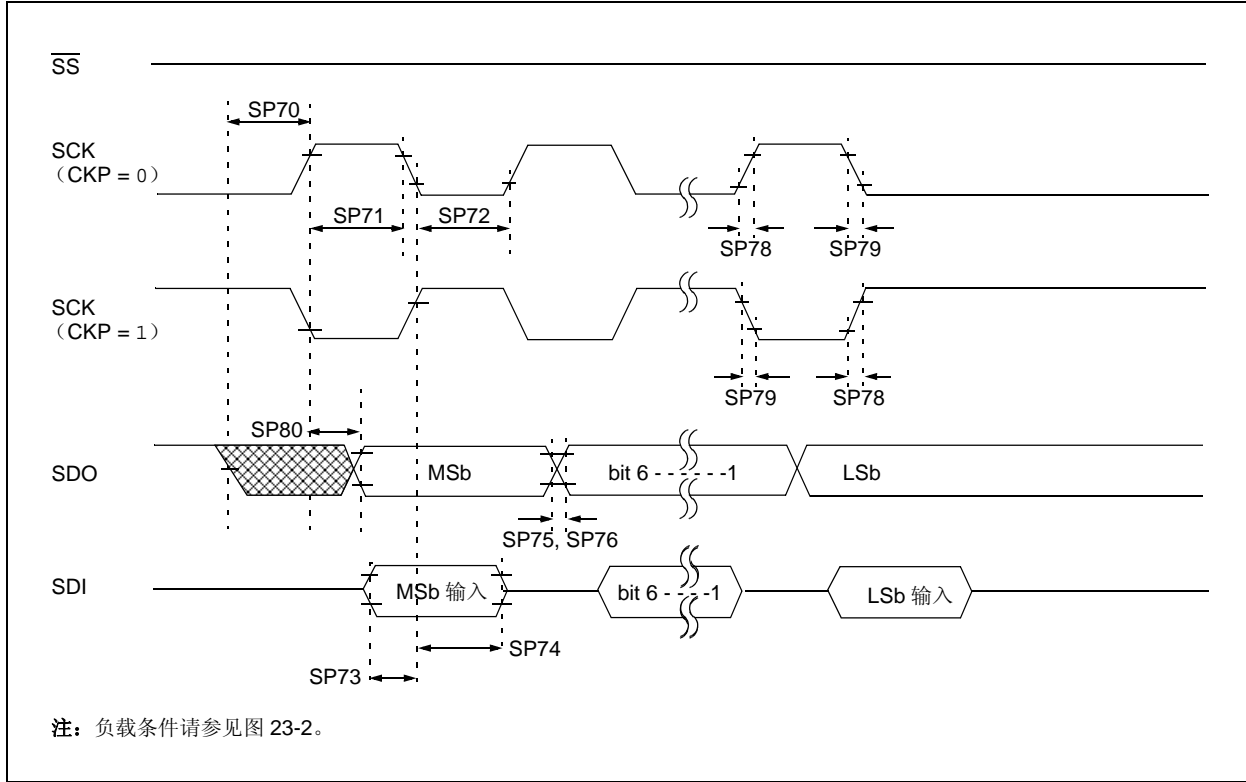 SS
SP70
SCK
（CKP = 0）
SP71
SP72
SP78
SP79
SCK
（CKP = 1）
SP79
SP78
SP80
SDO
MSb
bit 6 - - - - - - -1
LSb
SP75, SP76
SDI
MSb 输入
bit 6 - - - - -1
LSb 输入
SP74
SP73
注：负载条件请参见图 23-2。